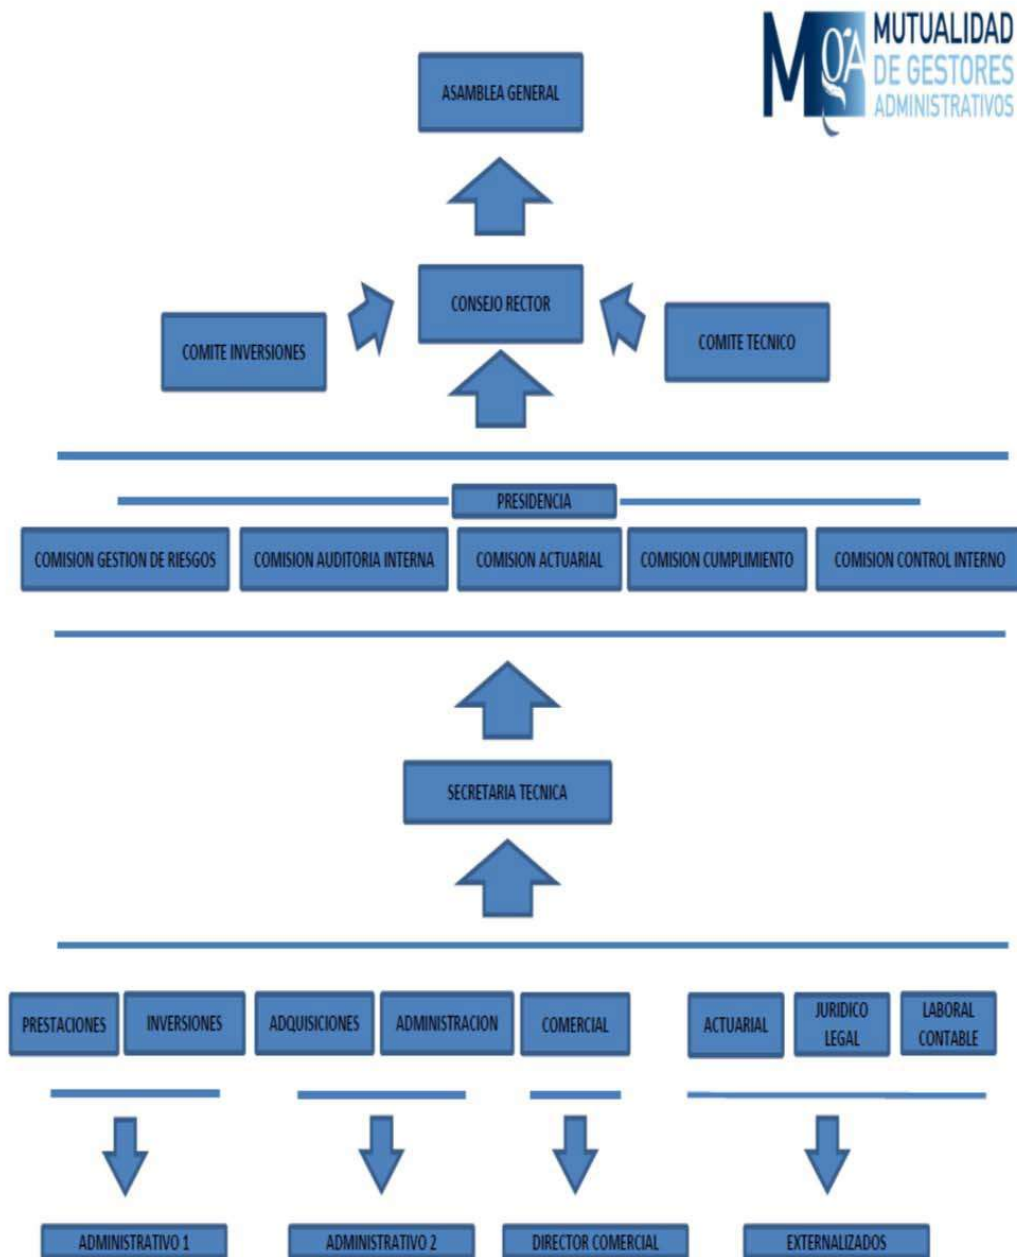 MGA MUTUALIDAD
DE GESTORES
ADMINISTRATIVOS
ASAMBLEA GENERAL
CONSEJO RECTOR
COMITE INVERSIONES
COMITE TECNICO
PRESIDENCIA
COMISION GESTION DE RIESGOS
COMISION AUDITORIA INTERNA
COMISION ACTUARIAL
COMISION CUMPLIMIENTO
COMISION CONTROL INTERNO
SECRETARIA TECNICA
PRESTACIONES
INVERSIONES
ADQUISICIONES
ADMINISTRACION
COMERCIAL
ACTUARIAL
JURIDICO
LEGAL
LABORAL
CONTABLE
ADMINISTRATIVO 1
ADMINISTRATIVO 2
DIRECTOR COMERCIAL
EXTERNALIZADOS